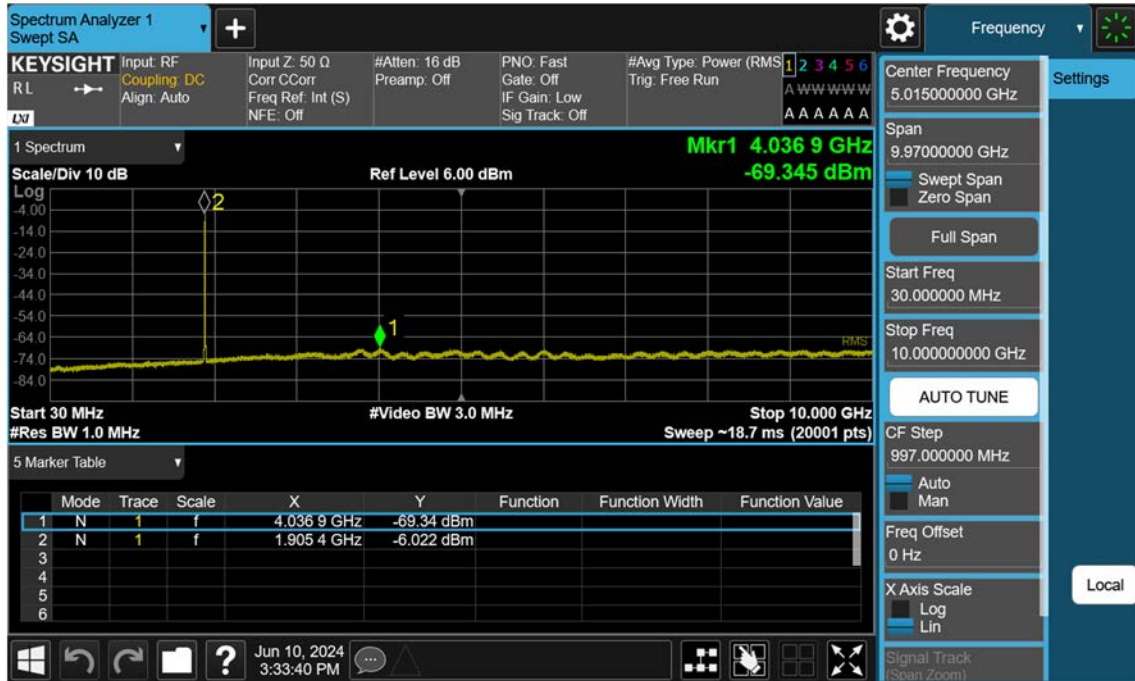 Spectrum Analyzer 1
Swept SA
Frequency
KEYSIGHT
R L
LXI
Input: RF
Coupling: DC
Align: Auto
Input Z: 50 Ω
Corr CCorr
Freq Ref: Int (S)
NFE: Off
#Atten: 16 dB
Preamp: Off
PNO: Fast
Gate: Off
IF Gain: Low
Sig Track: Off
#Avg Type: Power (RMS
Trig: Free Run
1 2 3 4 5 6
A W W W W W
A A A A A A
1 Spectrum
Scale/Div 10 dB
Ref Level 6.00 dBm
Mkr1 4.036 9 GHz
-69.345 dBm
Log
-4.00
-14.0
-24.0
-34.0
-44.0
-54.0
-64.0
-74.0
-84.0
2
1
RMS
Start 30 MHz
#Video BW 3.0 MHz
Stop 10.000 GHz
#Res BW 1.0 MHz
Sweep ~18.7 ms (20001 pts)
5 Marker Table
Mode Trace Scale X Y Function Function Width Function Value
1 N 1 f 4.036 9 GHz -69.34 dBm
2 N 1 f 1.905 4 GHz -6.022 dBm
3
4
5
6
Jun 10, 2024
3:33:40 PM
Center Frequency
5.015000000 GHz
Span
9.97000000 GHz
Swept Span
Zero Span
Full Span
Start Freq
30.000000 MHz
Stop Freq
10.000000000 GHz
AUTO TUNE
CF Step
997.000000 MHz
Auto
Man
Freq Offset
0 Hz
X Axis Scale
Log
Lin
Signal Track
(Span Zoom)
Settings
Local